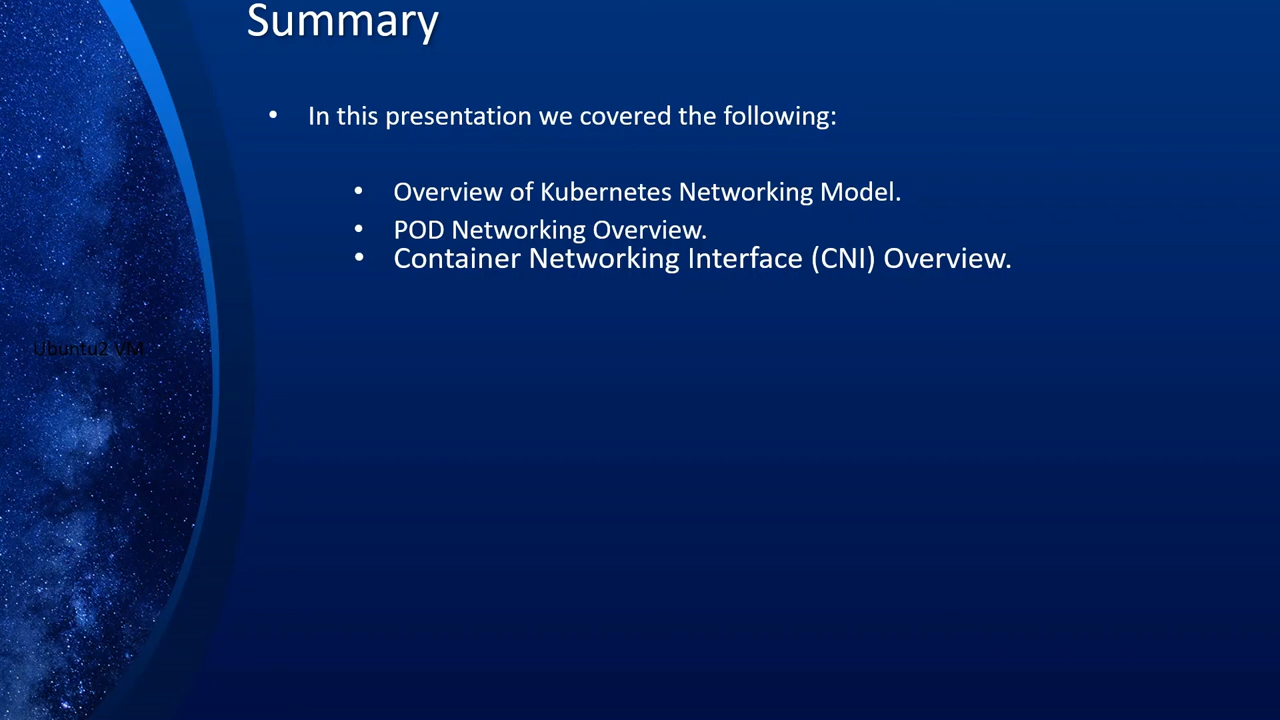 Summary
• In this presentation we covered the following:
• Overview of Kubernetes Networking Model.
• POD Networking Overview.
• Container Networking Interface (CNI) Overview.
Ubuntu2 VM